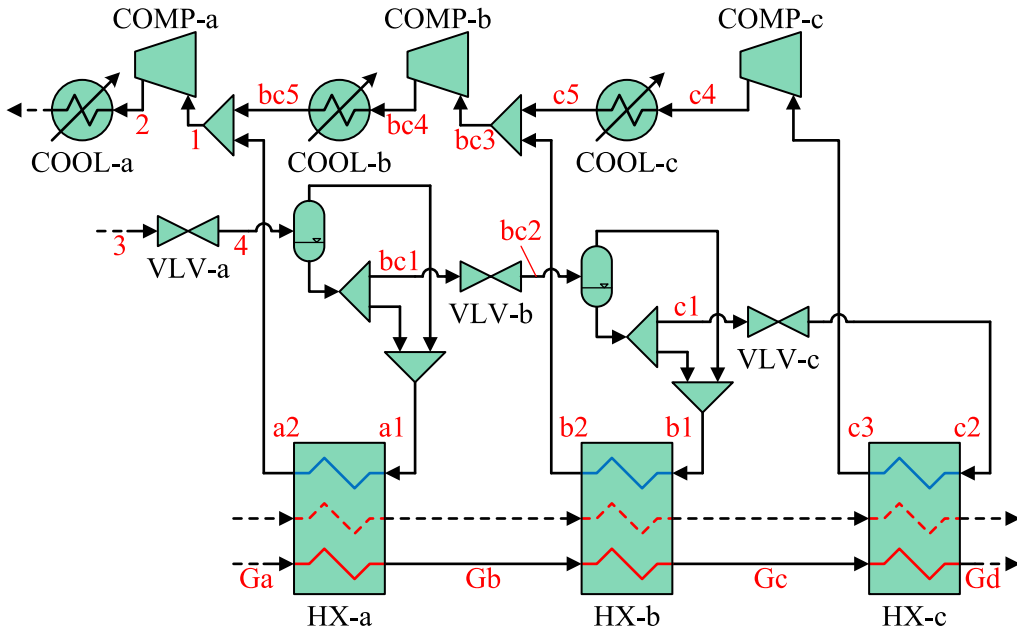 COMP-a
COMP-b
COMP-c
bc5
c5
c4
2
1
bc4
bc3
COOL-a
COOL-b
COOL-c
3
4
bc2
VLV-a
bc1
c1
VLV-b
VLV-c
a2
a1
b2
b1
c3
c2
Ga
Gb
Gc
Gd
HX-a
HX-b
HX-c